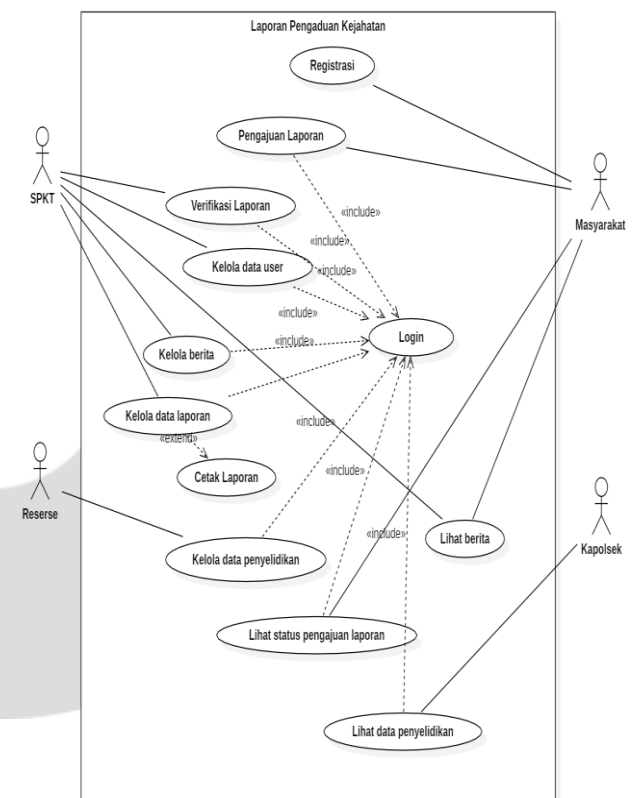 Laporan Pengaduan Kejahatan
Registrasi
Pengajuan Laporan
SPKT
Verifikasi Laporan
«include»
Masyarakat
«include»
Kelola data user
«include»
«include»
Login
«include»
Kelola berita
Kelola data laporan
«include»
«extend»
«include»
Cetak Laporan
Reserse
«include»
Lihat berita
Kapolsek
Kelola data penyelidikan
Lihat status pengajuan laporan
Lihat data penyelidikan